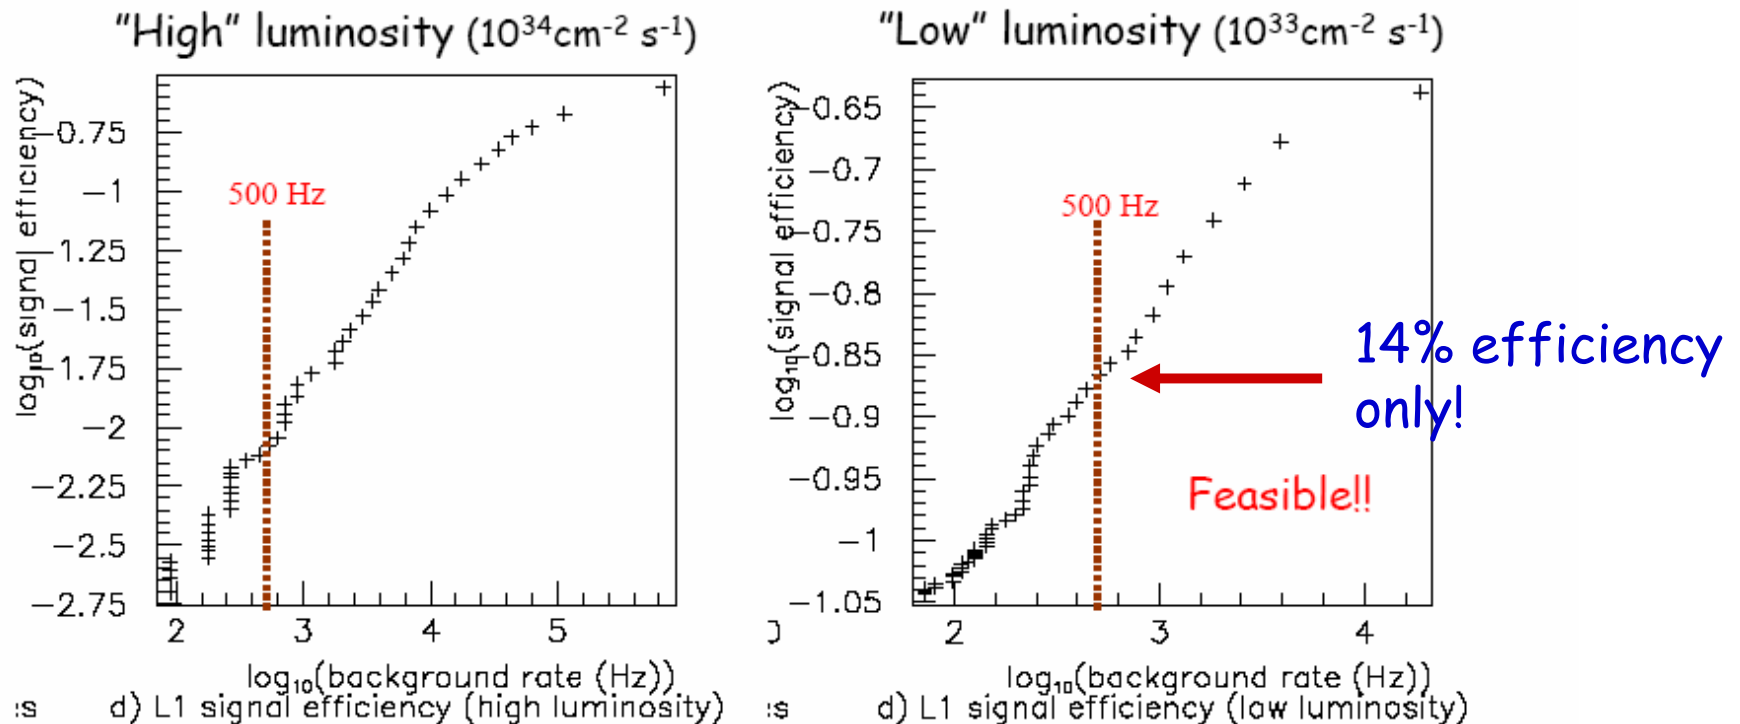 "High" luminosity (10³⁴cm⁻² s⁻¹)
log₁₀(signal efficiency)
−0.75
−1
−1.25
−1.5
−1.75
−2
−2.25
−2.5
−2.75
500 Hz
2 3 4 5
log₁₀(background rate (Hz))
d) L1 signal efficiency (high luminosity)
"Low" luminosity (10³³cm⁻² s⁻¹)
log₁₀(signal efficiency)
−0.65
−0.7
−0.75
−0.8
−0.85
−0.9
−0.95
−1
−1.05
500 Hz
14% efficiency
only!
Feasible!!
2 3 4
log₁₀(background rate (Hz))
d) L1 signal efficiency (low luminosity)